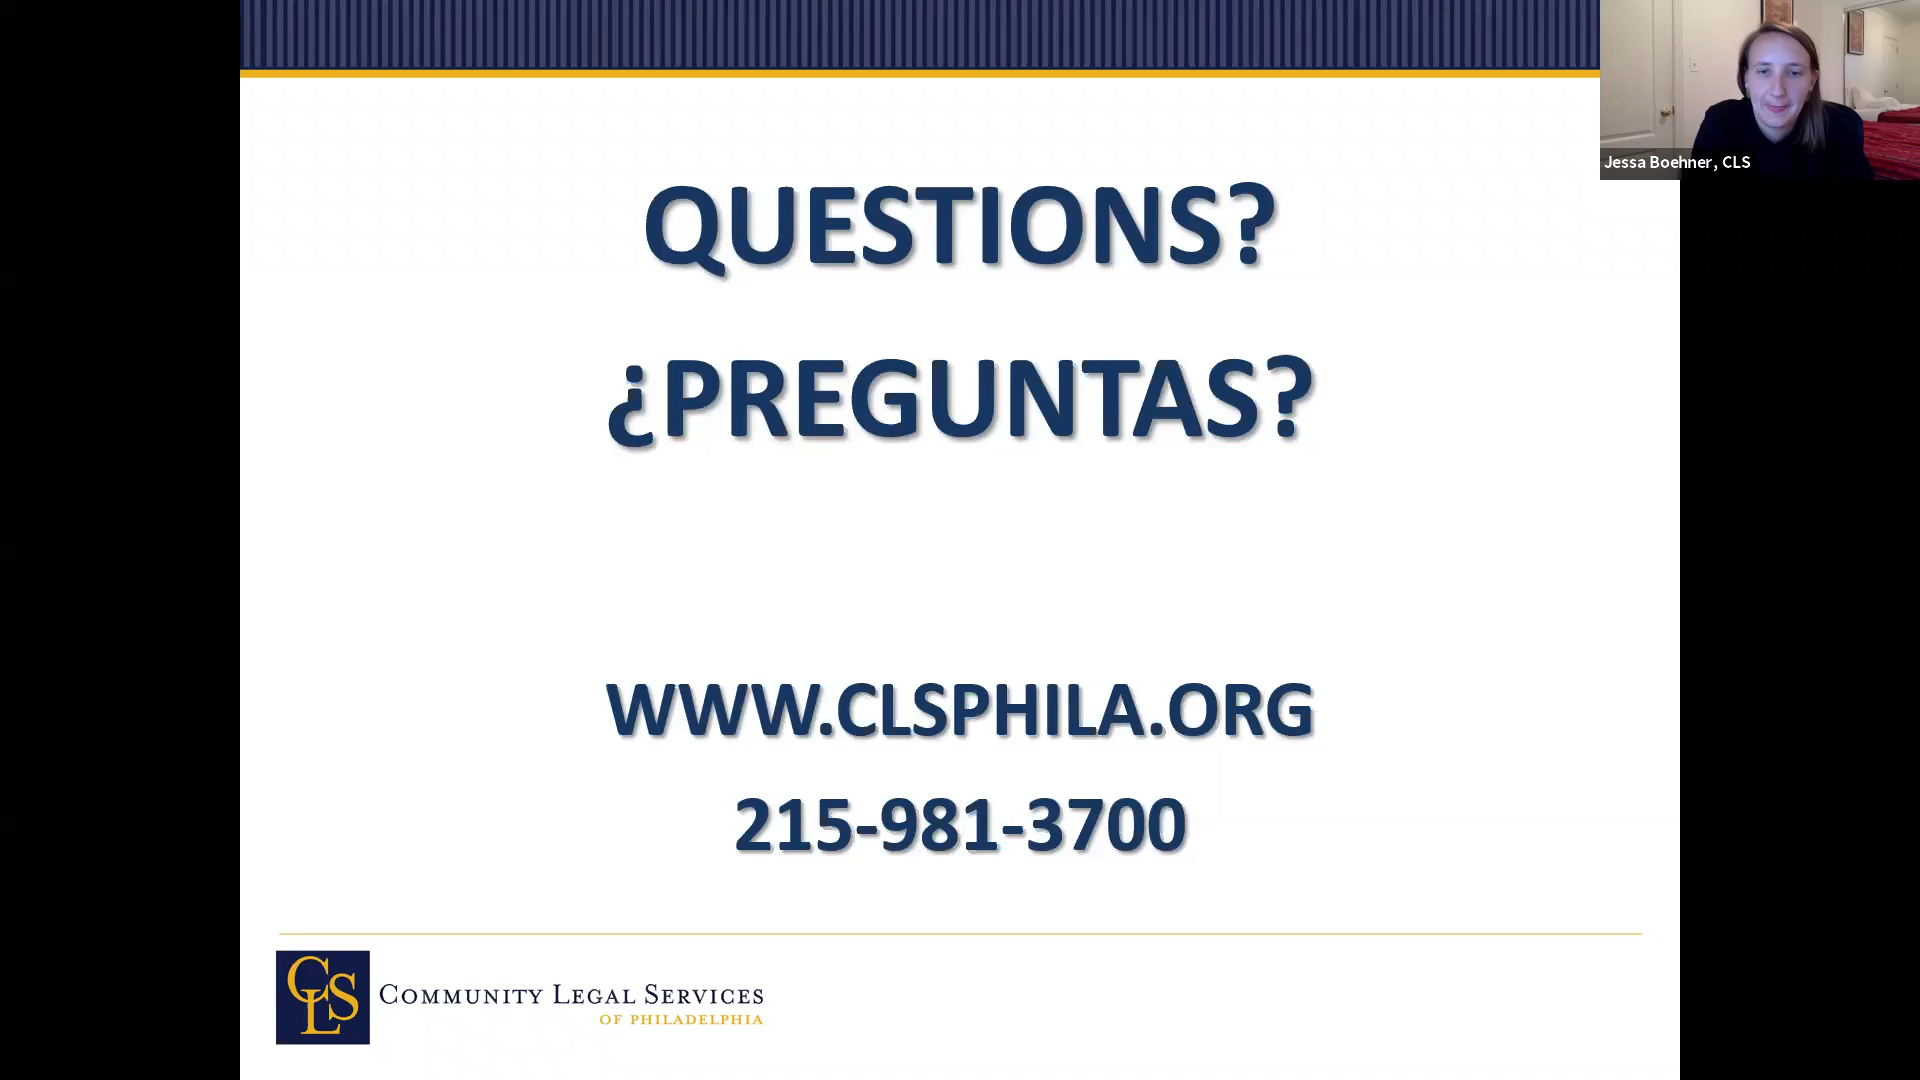 Jessa Boehner, CLS
QUESTIONS?
¿PREGUNTAS?
WWW.CLSPHILA.ORG
215-981-3700
CLS
COMMUNITY LEGAL SERVICES
OF PHILADELPHIA